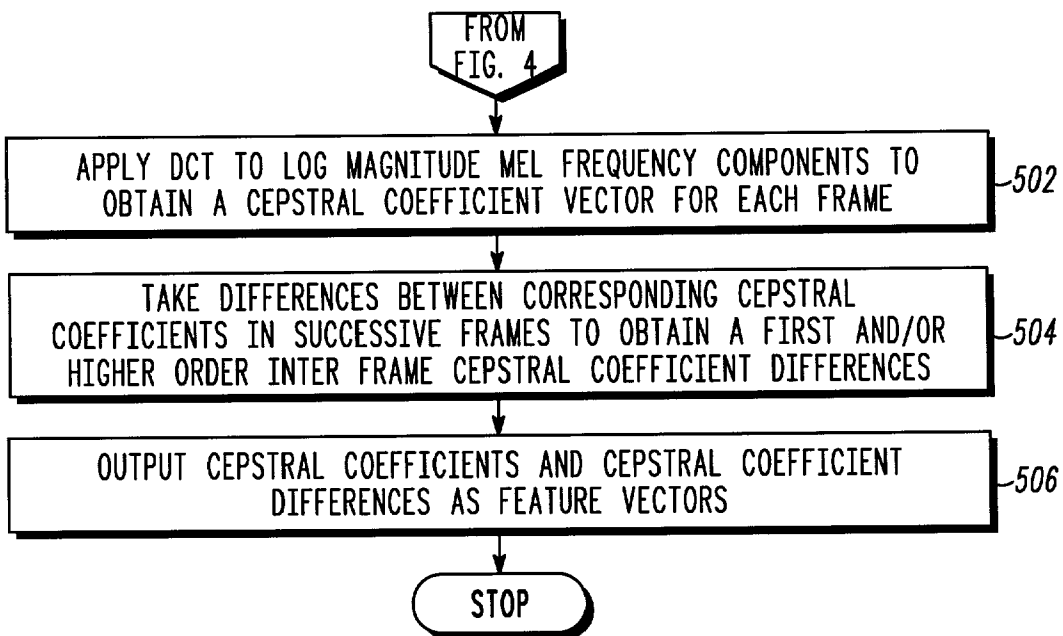 FROM
FIG. 4
APPLY DCT TO LOG MAGNITUDE MEL FREQUENCY COMPONENTS TO
OBTAIN A CEPSTRAL COEFFICIENT VECTOR FOR EACH FRAME
502
TAKE DIFFERENCES BETWEEN CORRESPONDING CEPSTRAL
COEFFICIENTS IN SUCCESSIVE FRAMES TO OBTAIN A FIRST AND/OR
HIGHER ORDER INTER FRAME CEPSTRAL COEFFICIENT DIFFERENCES
504
OUTPUT CEPSTRAL COEFFICIENTS AND CEPSTRAL COEFFICIENT
DIFFERENCES AS FEATURE VECTORS
506
STOP